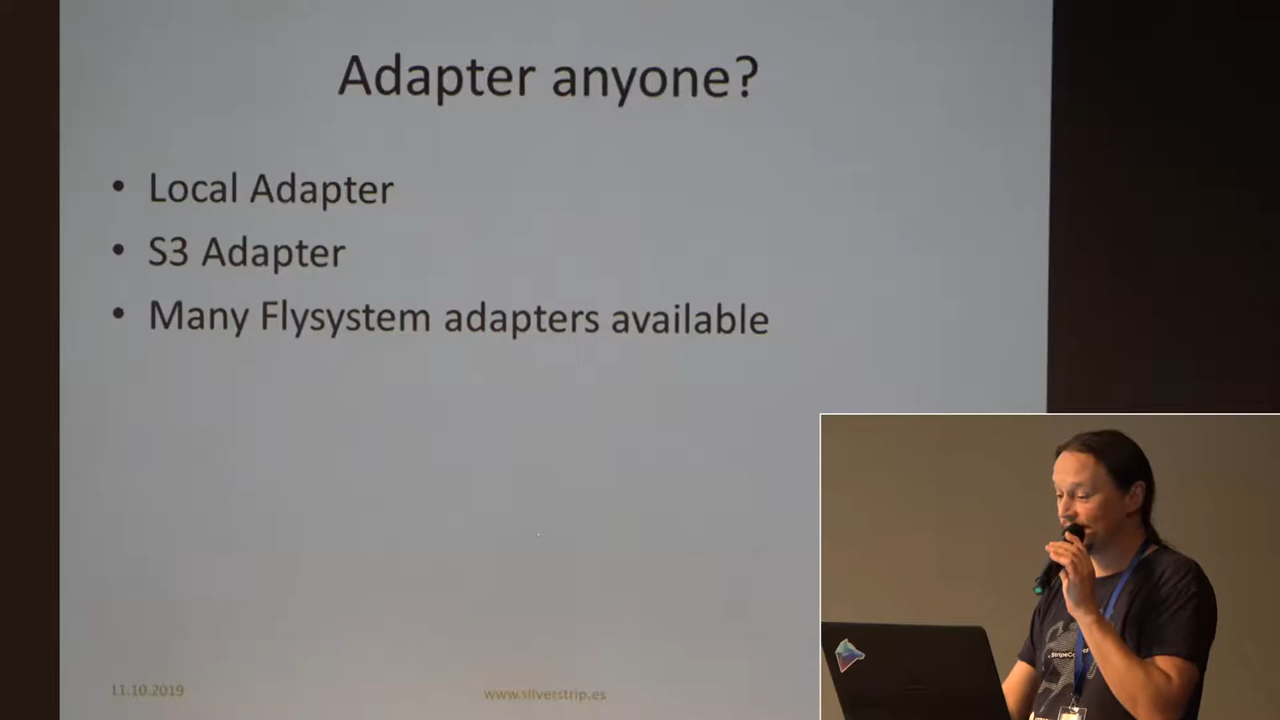 Adapter anyone?
• Local Adapter
• S3 Adapter
• Many Flysystem adapters available
11.10.2019
www.silverstrip.es